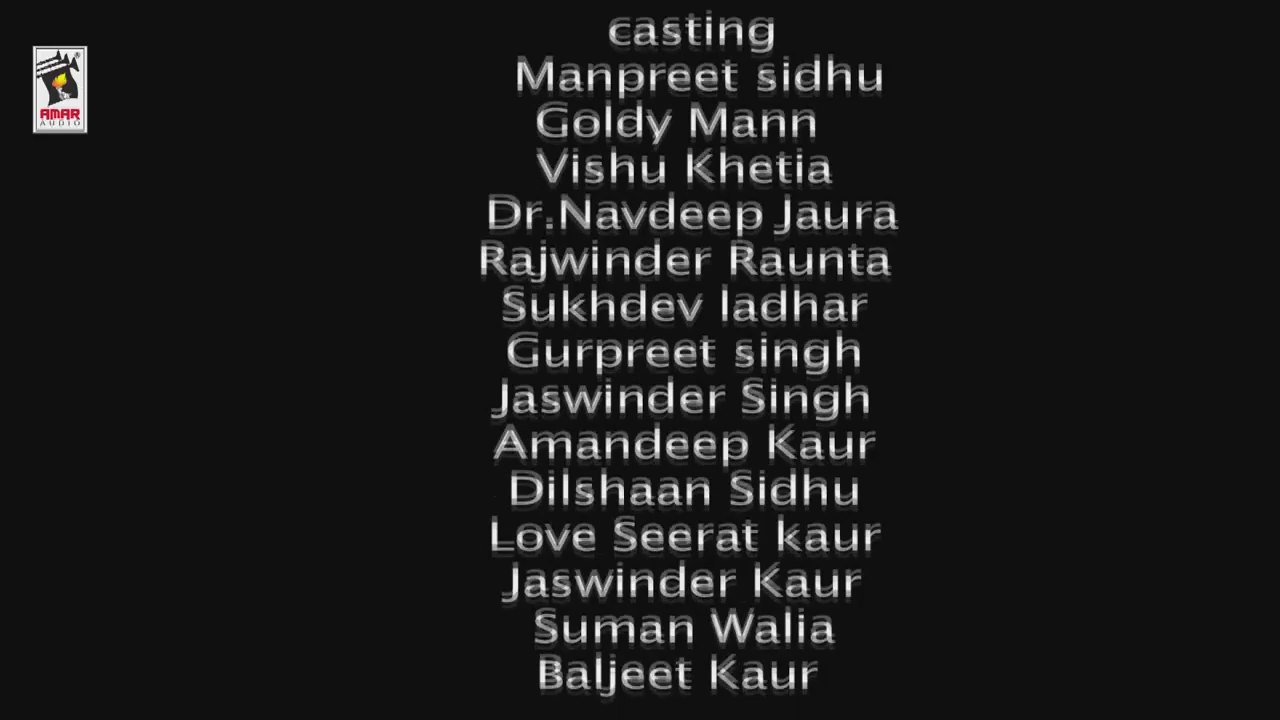 casting
Manpreet sidhu
Goldy Mann
Vishu Khetia
Dr.Navdeep Jaura
Rajwinder Raunta
Sukhdev ladhar
Gurpreet singh
Jaswinder Singh
Amandeep Kaur
Dilshaan Sidhu
Love Seerat kaur
Jaswinder Kaur
Suman Walia
Baljeet Kaur
AMAR
AUDIO